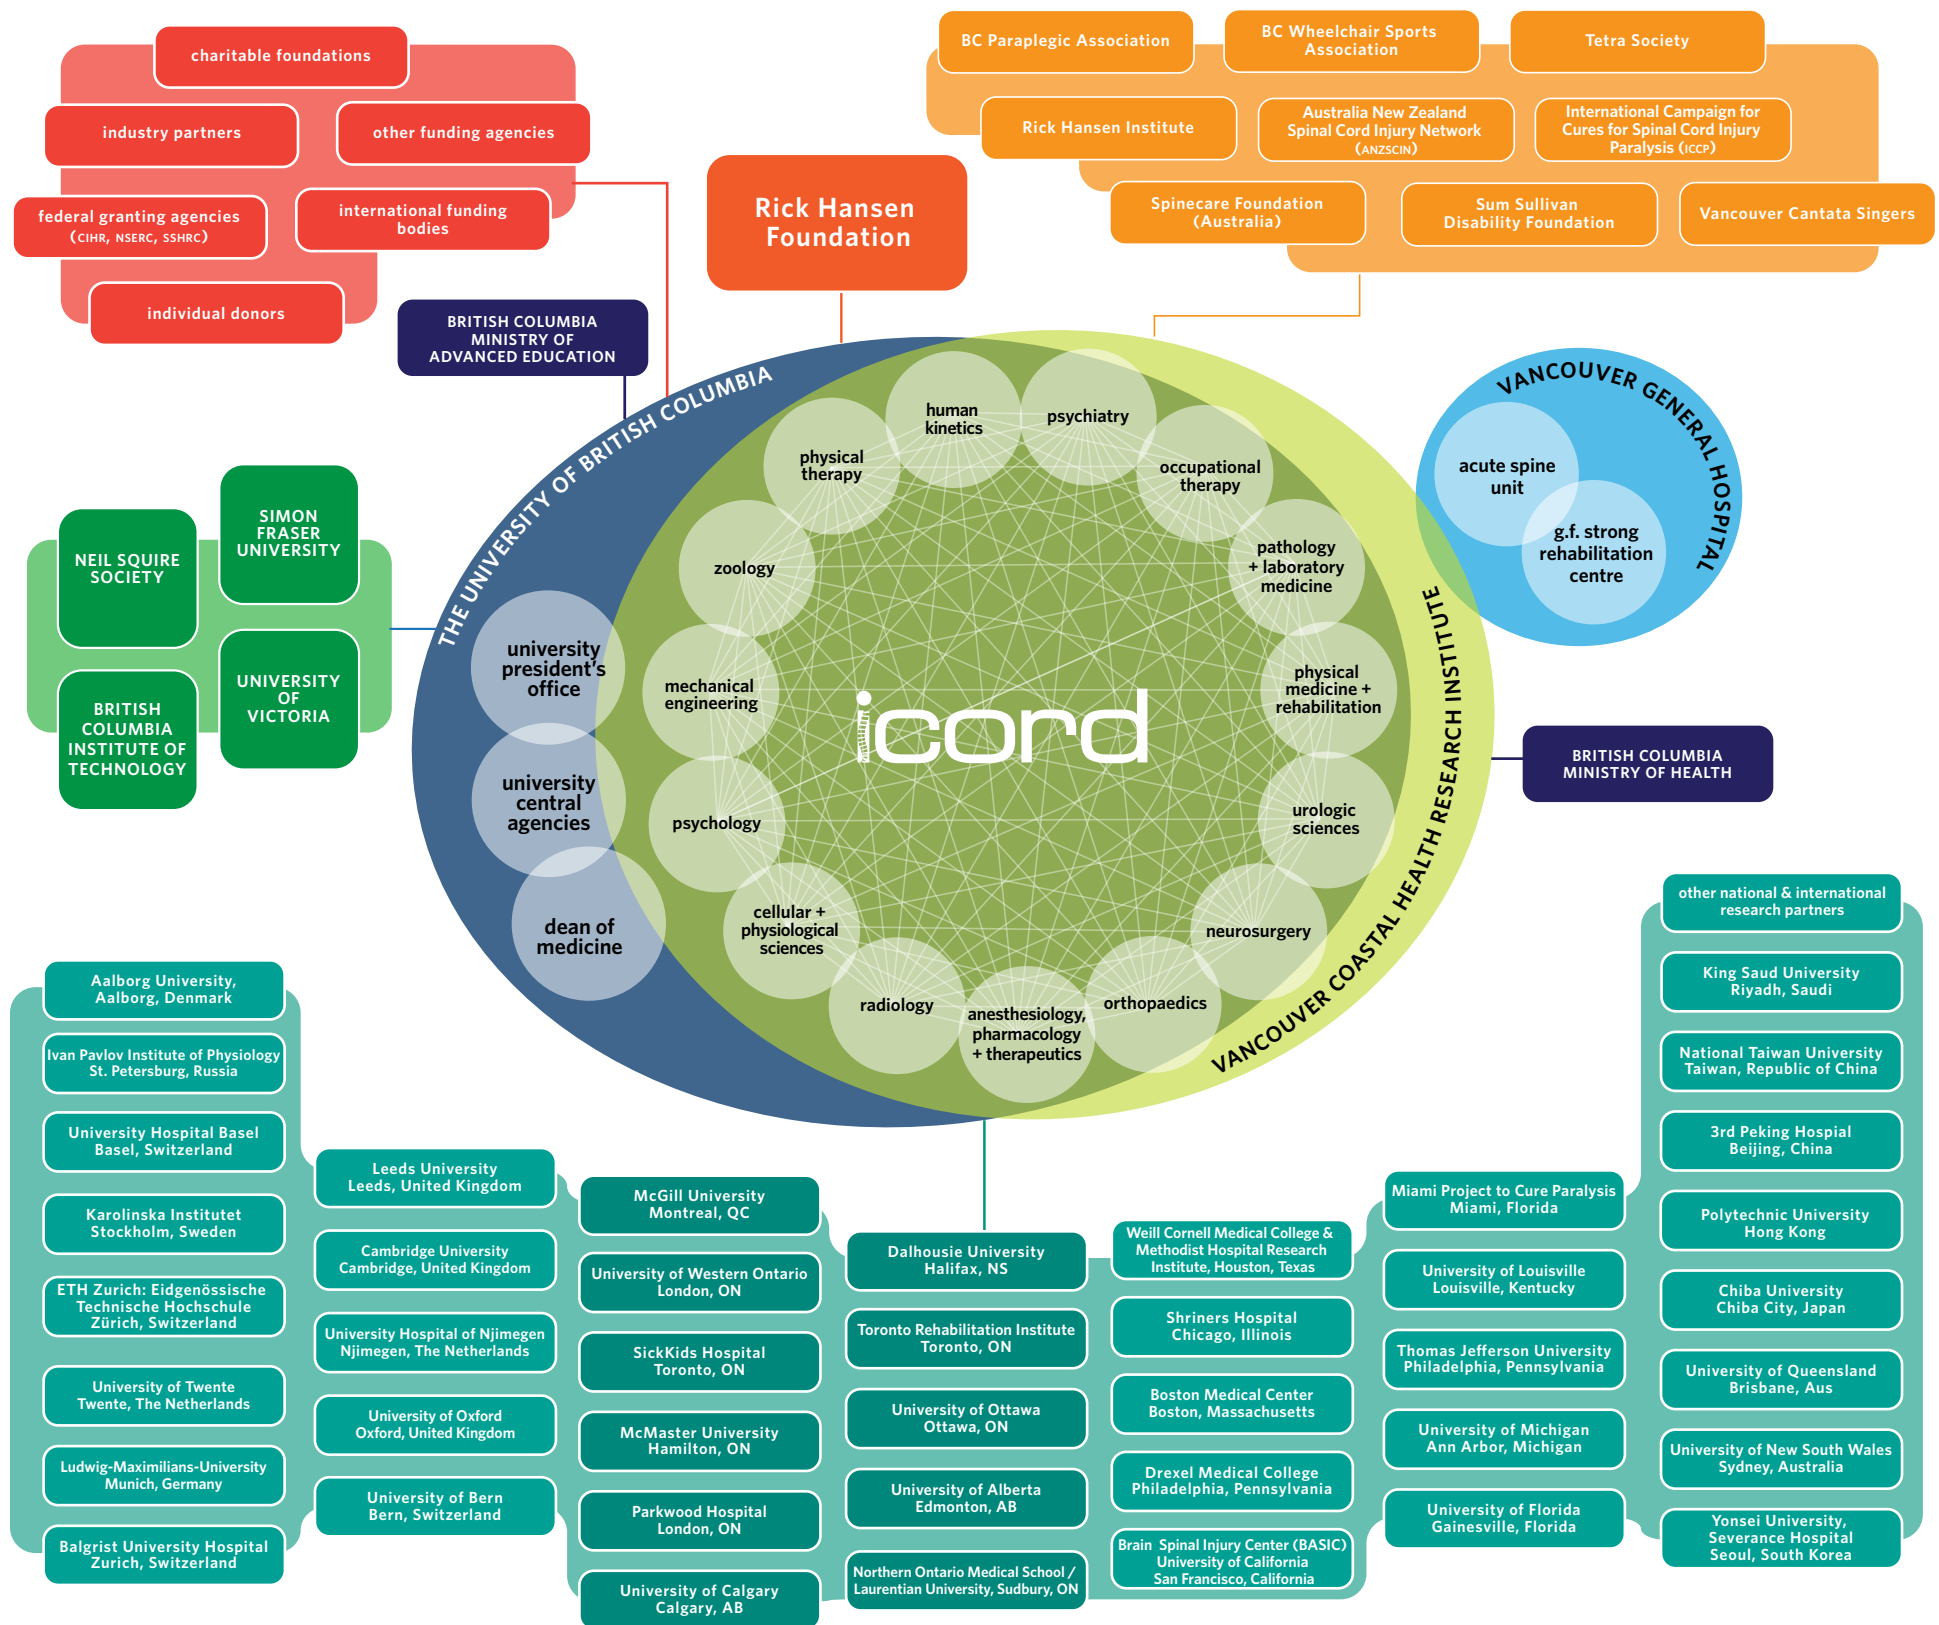 charitable foundations
industry partners
other funding agencies
federal granting agencies
(CIHR, NSERC, SSHRC)
international funding
bodies
individual donors
BRITISH COLUMBIA
MINISTRY OF
ADVANCED EDUCATION
Rick Hansen
Foundation
BC Paraplegic Association
BC Wheelchair Sports
Association
Tetra Society
Rick Hansen Institute
Australia New Zealand
Spinal Cord Injury Network
(ANZSCIN)
International Campaign for
Cures for Spinal Cord Injury
Paralysis (ICCP)
Spinecare Foundation
(Australia)
Sum Sullivan
Disability Foundation
Vancouver Cantata Singers
NEIL SQUIRE
SOCIETY
SIMON
FRASER
UNIVERSITY
BRITISH
COLUMBIA
INSTITUTE OF
TECHNOLOGY
UNIVERSITY
OF
VICTORIA
THE UNIVERSITY OF BRITISH COLUMBIA
university
president's
office
university
central
agencies
dean of
medicine
human
kinetics
psychiatry
physical
therapy
occupational
therapy
zoology
pathology
+ laboratory
medicine
mechanical
engineering
physical
medicine +
rehabilitation
icord
psychology
urologic
sciences
cellular +
physiological
sciences
neurosurgery
radiology
anesthesiology,
pharmacology
+ therapeutics
orthopaedics
VANCOUVER COASTAL HEALTH RESEARCH INSTITUTE
VANCOUVER GENERAL HOSPITAL
acute spine
unit
g.f. strong
rehabilitation
centre
BRITISH COLUMBIA
MINISTRY OF HEALTH
Aalborg University,
Aalborg, Denmark
Ivan Pavlov Institute of Physiology
St. Petersburg, Russia
University Hospital Basel
Basel, Switzerland
Karolinska Institutet
Stockholm, Sweden
ETH Zurich: Eidgenössische
Technische Hochschule
Zürich, Switzerland
University of Twente
Twente, The Netherlands
Ludwig-Maximilians-University
Munich, Germany
Balgrist University Hospital
Zurich, Switzerland
Leeds University
Leeds, United Kingdom
Cambridge University
Cambridge, United Kingdom
University Hospital of Njimegen
Njimegen, The Netherlands
University of Oxford
Oxford, United Kingdom
University of Bern
Bern, Switzerland
McGill University
Montreal, QC
University of Western Ontario
London, ON
SickKids Hospital
Toronto, ON
McMaster University
Hamilton, ON
Parkwood Hospital
London, ON
University of Calgary
Calgary, AB
Dalhousie University
Halifax, NS
Toronto Rehabilitation Institute
Toronto, ON
University of Ottawa
Ottawa, ON
University of Alberta
Edmonton, AB
Northern Ontario Medical School /
Laurentian University, Sudbury, ON
Weill Cornell Medical College &
Methodist Hospital Research
Institute, Houston, Texas
Shriners Hospital
Chicago, Illinois
Boston Medical Center
Boston, Massachusetts
Drexel Medical College
Philadelphia, Pennsylvania
Brain Spinal Injury Center (BASIC)
University of California
San Francisco, California
Miami Project to Cure Paralysis
Miami, Florida
University of Louisville
Louisville, Kentucky
Thomas Jefferson University
Philadelphia, Pennsylvania
University of Michigan
Ann Arbor, Michigan
University of Florida
Gainesville, Florida
other national & international
research partners
King Saud University
Riyadh, Saudi
National Taiwan University
Taiwan, Republic of China
3rd Peking Hospial
Beijing, China
Polytechnic University
Hong Kong
Chiba University
Chiba City, Japan
University of Queensland
Brisbane, Aus
University of New South Wales
Sydney, Australia
Yonsei University,
Severance Hospital
Seoul, South Korea